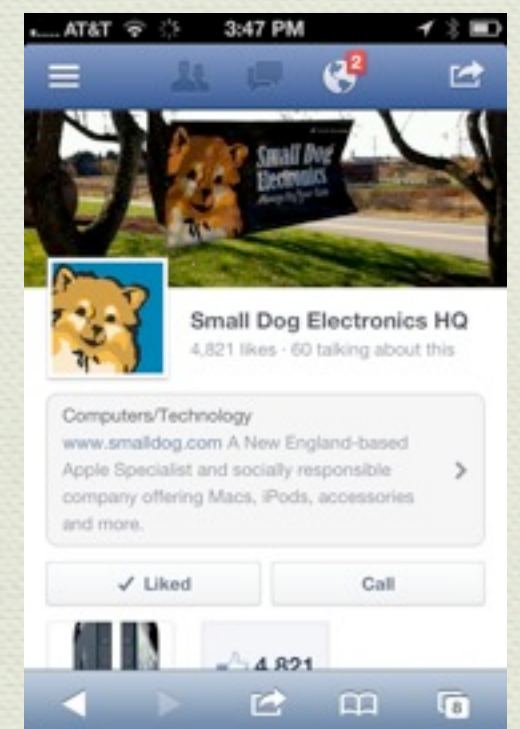 AT&T 3:47 PM
2
Small Dog
Electronics
Small Dog Electronics HQ
4,821 likes · 60 talking about this
Computers/Technology
www.smalldog.com A New England-based
Apple Specialist and socially responsible
company offering Macs, iPods, accessories
and more.
✓ Liked
Call
4,821
8